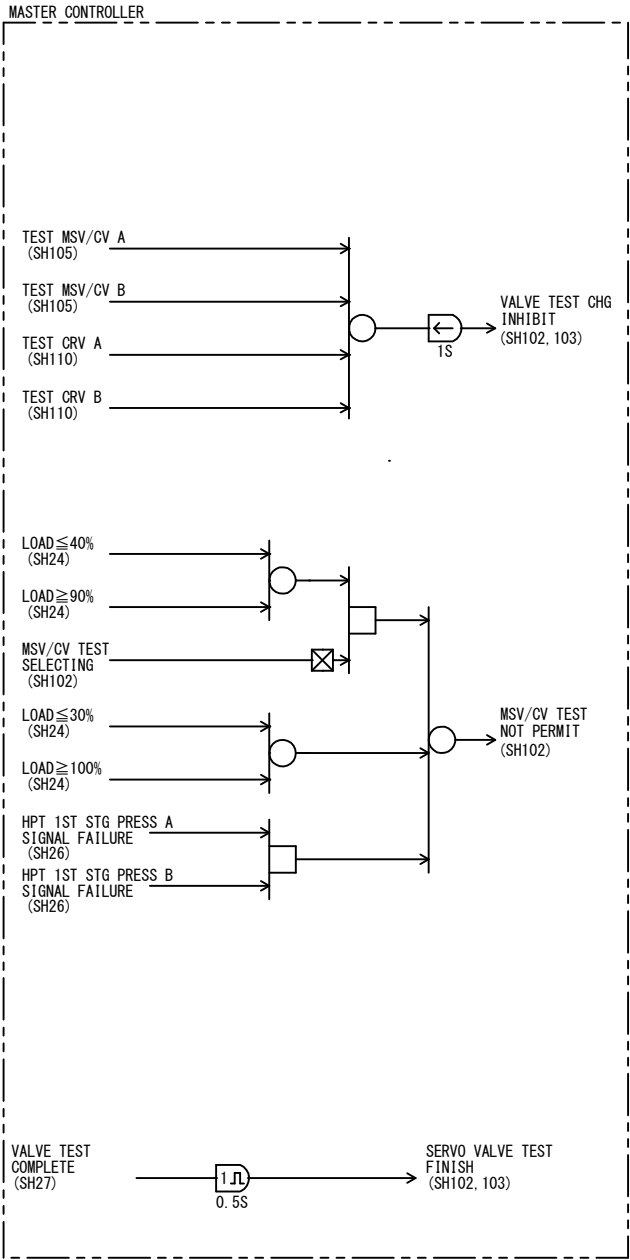 MASTER CONTROLLER
TEST MSV/CV A
(SH105)
TEST MSV/CV B
(SH105)
TEST CRV A
(SH110)
TEST CRV B
(SH110)
1S
VALVE TEST CHG
INHIBIT
(SH102, 103)
LOAD≦40%
(SH24)
LOAD≧90%
(SH24)
MSV/CV TEST
SELECTING
(SH102)
LOAD≦30%
(SH24)
LOAD≧100%
(SH24)
HPT 1ST STG PRESS A
SIGNAL FAILURE
(SH26)
HPT 1ST STG PRESS B
SIGNAL FAILURE
(SH26)
MSV/CV TEST
NOT PERMIT
(SH102)
VALVE TEST
COMPLETE
(SH27)
1
0.5S
SERVO VALVE TEST
FINISH
(SH102, 103)